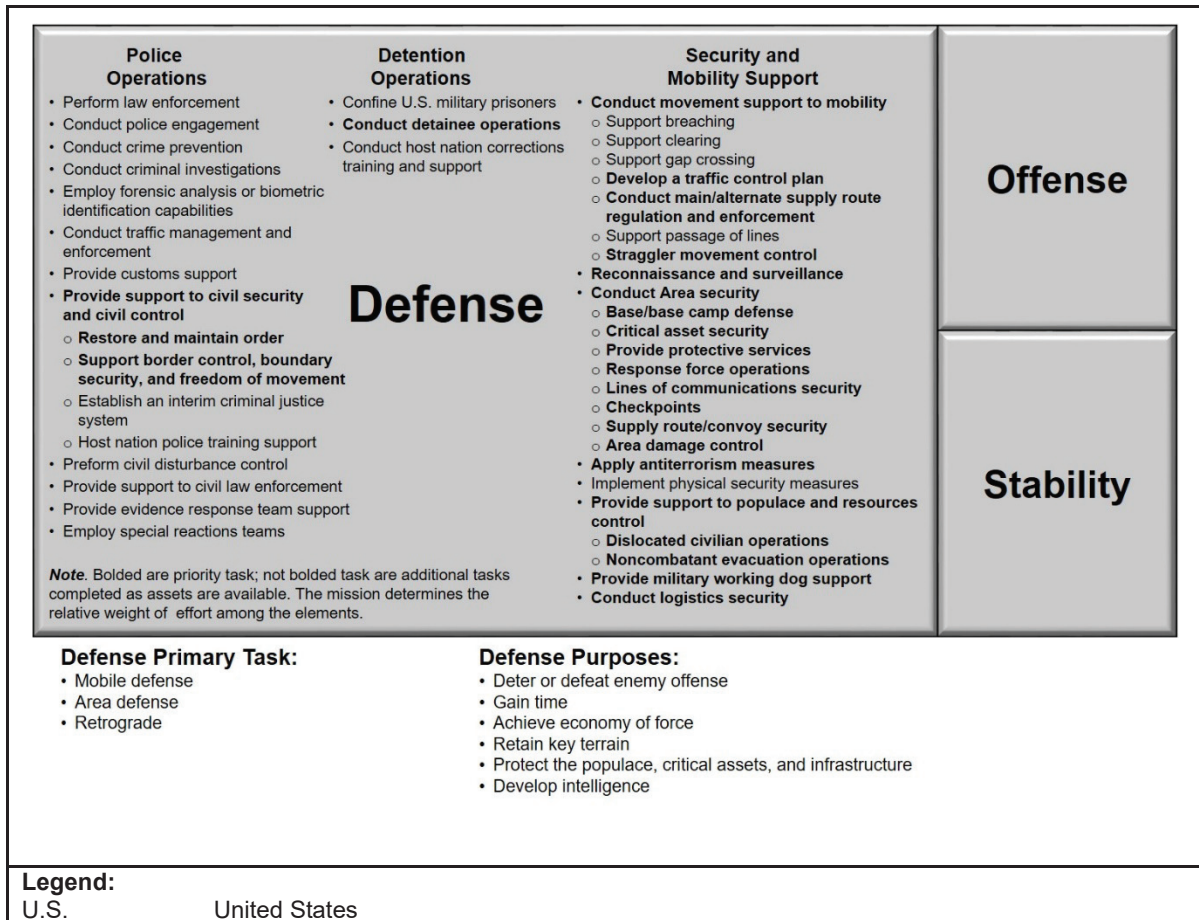 Police
Operations
• Perform law enforcement
• Conduct police engagement
• Conduct crime prevention
• Conduct criminal investigations
• Employ forensic analysis or biometric
identification capabilities
• Conduct traffic management and
enforcement
• Provide customs support
• Provide support to civil security
and civil control
o Restore and maintain order
o Support border control, boundary
security, and freedom of movement
o Establish an interim criminal justice
system
o Host nation police training support
• Preform civil disturbance control
• Provide support to civil law enforcement
• Provide evidence response team support
• Employ special reactions teams
Note. Bolded are priority task; not bolded task are additional tasks
completed as assets are available. The mission determines the
relative weight of effort among the elements.
Detention
Operations
• Confine U.S. military prisoners
• Conduct detainee operations
• Conduct host nation corrections
training and support
Defense
Security and
Mobility Support
• Conduct movement support to mobility
o Support breaching
o Support clearing
o Support gap crossing
o Develop a traffic control plan
o Conduct main/alternate supply route
regulation and enforcement
o Support passage of lines
o Straggler movement control
• Reconnaissance and surveillance
• Conduct Area security
o Base/base camp defense
o Critical asset security
o Provide protective services
o Response force operations
o Lines of communications security
o Checkpoints
o Supply route/convoy security
o Area damage control
• Apply antiterrorism measures
• Implement physical security measures
• Provide support to populace and resources
control
o Dislocated civilian operations
o Noncombatant evacuation operations
• Provide military working dog support
• Conduct logistics security
Offense
Stability
Defense Primary Task:
• Mobile defense
• Area defense
• Retrograde
Defense Purposes:
• Deter or defeat enemy offense
• Gain time
• Achieve economy of force
• Retain key terrain
• Protect the populace, critical assets, and infrastructure
• Develop intelligence
Legend:
U.S. United States